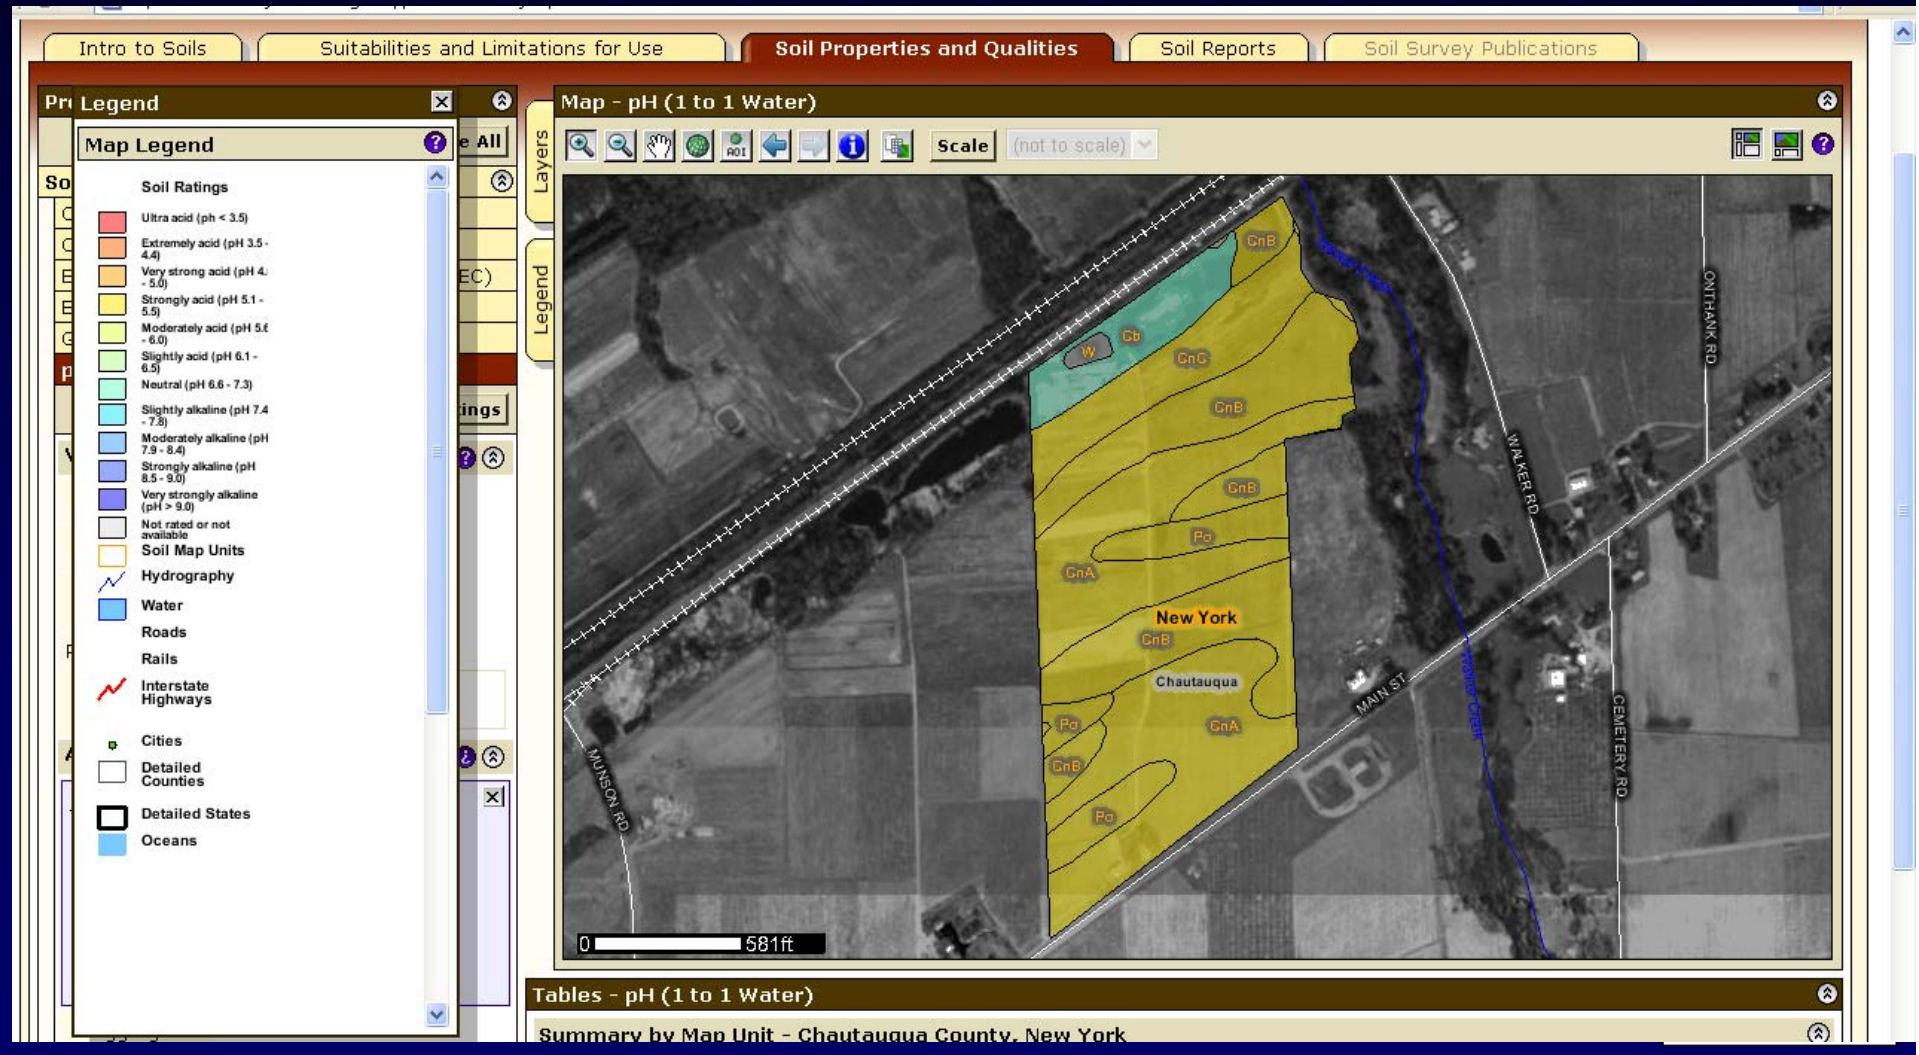 Intro to Soils
Suitabilities and Limitations for Use
Soil Properties and Qualities
Soil Reports
Soil Survey Publications
Legend
Map Legend
e All
So
EC)
ings
Soil Ratings
Ultra acid (ph < 3.5)
Extremely acid (pH 3.5 -
4.4)
Very strong acid (pH 4.
- 5.0)
Strongly acid (pH 5.1 -
5.5)
Moderately acid (pH 5.6
- 6.0)
Slightly acid (pH 6.1 -
6.5)
Neutral (pH 6.6 - 7.3)
Slightly alkaline (pH 7.4
- 7.8)
Moderately alkaline (pH
7.9 - 8.4)
Strongly alkaline (pH
8.5 - 9.0)
Very strongly alkaline
(pH > 9.0)
Not rated or not
available
Soil Map Units
Hydrography
Water
Roads
Rails
Interstate
Highways
Cities
Detailed
Counties
Detailed States
Oceans
Layers
Legend
Map - pH (1 to 1 Water)
AOI
Scale
(not to scale)
GnB
Cb
W
GnC
GnB
GnB
Po
GnA
New York
GnB
Chautauqua
Po
GnA
GnB
Po
ONTHANK RD
WALKER RD
MAIN ST
CEMETERY RD
MUNSON RD
Walnut Creek
0 581ft
Tables - pH (1 to 1 Water)
Summary by Map Unit - Chautauqua County, New York